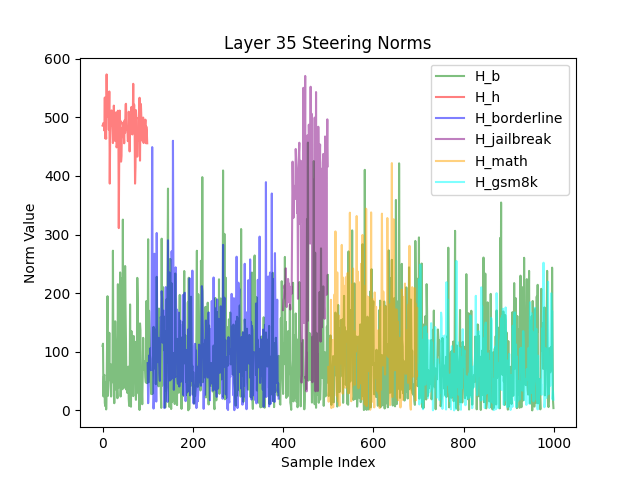 Layer 35 Steering Norms
600
500
400
300
200
100
0
Norm Value
H_b
H_h
H_borderline
H_jailbreak
H_math
H_gsm8k
0
200
400
600
800
1000
Sample Index